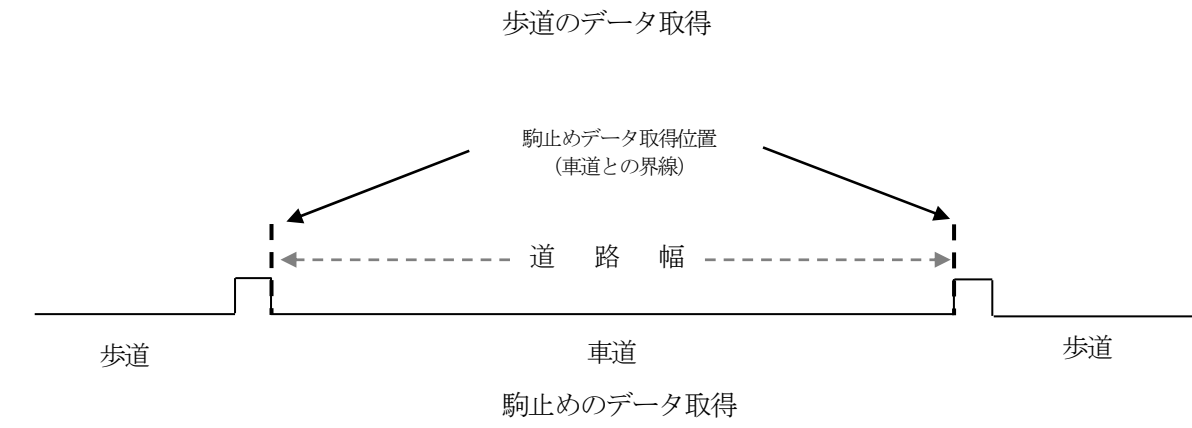 歩道のデータ取得
駒止めデータ取得位置
(車道との界線)
道 路 幅
歩道
車道
歩道
駒止めのデータ取得